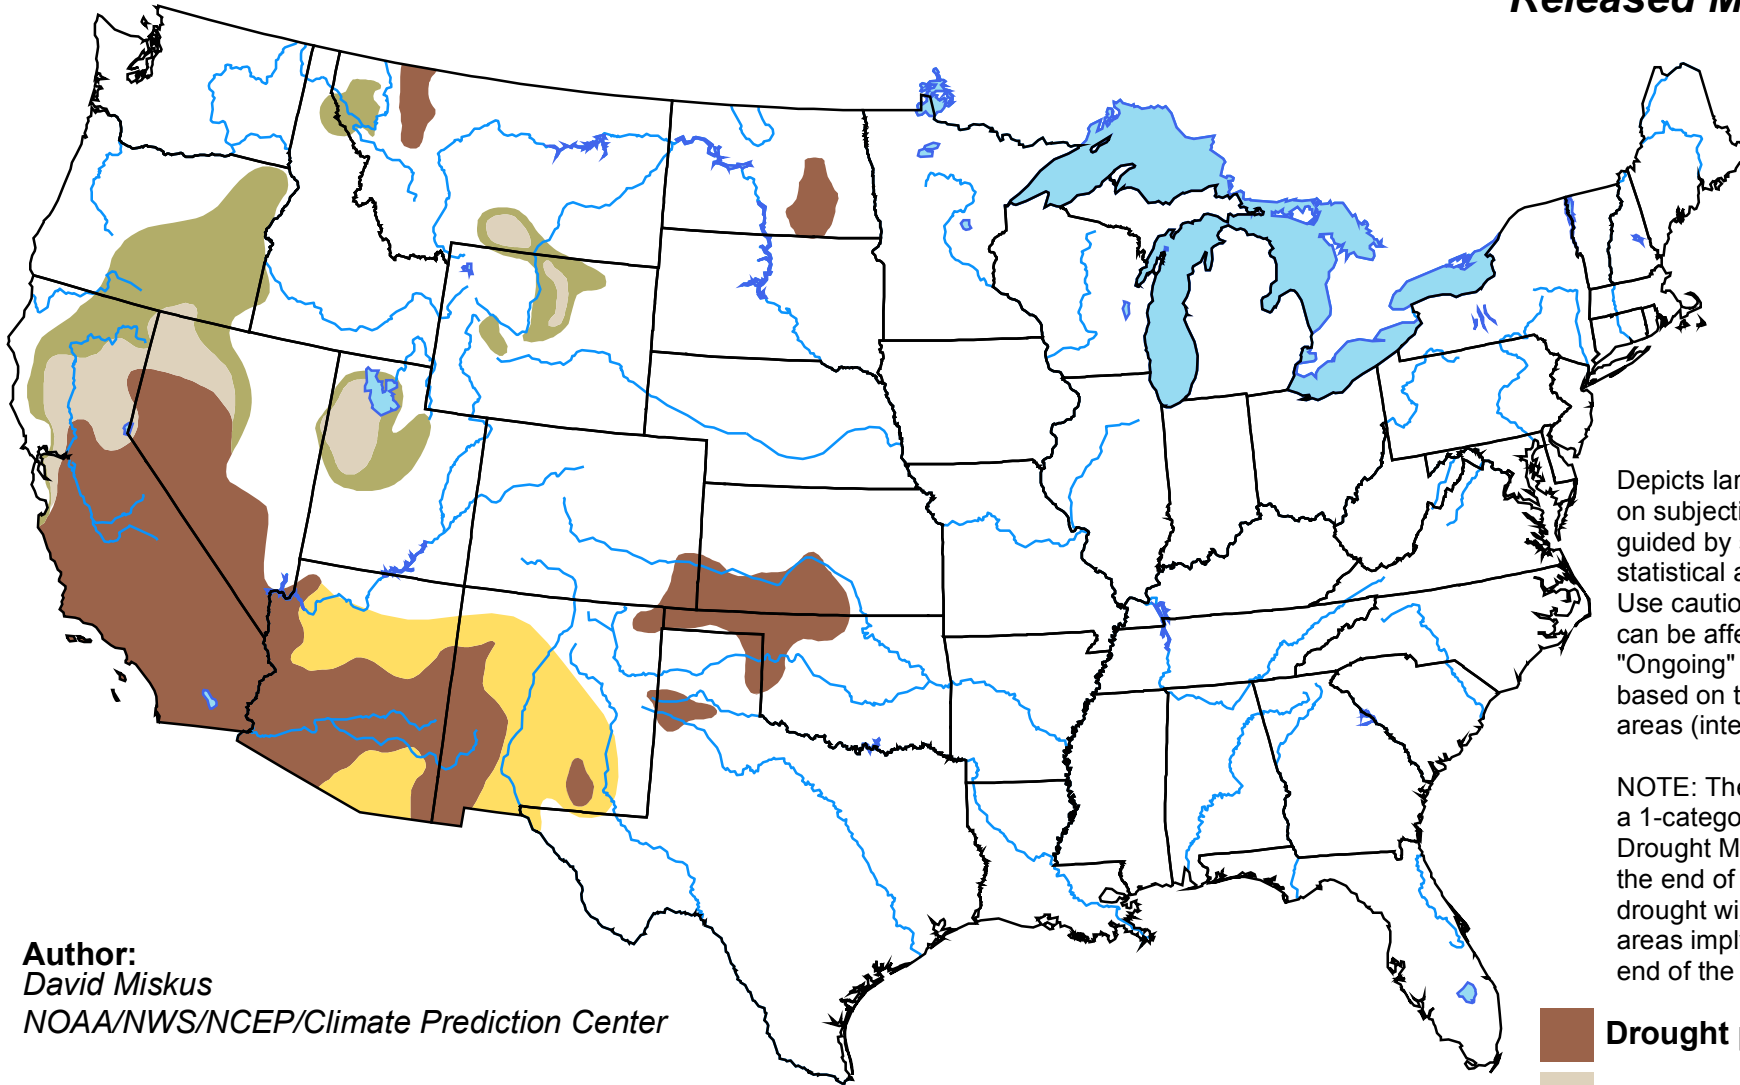 Released M
Depicts lar
on subjecti
guided by
statistical a
Use cautio
can be affe
"Ongoing"
based on t
areas (inte
NOTE: The
a 1-catego
Drought M
the end of
drought wi
areas impl
end of the
Author:
David Miskus
NOAA/NWS/NCEP/Climate Prediction Center
Drought